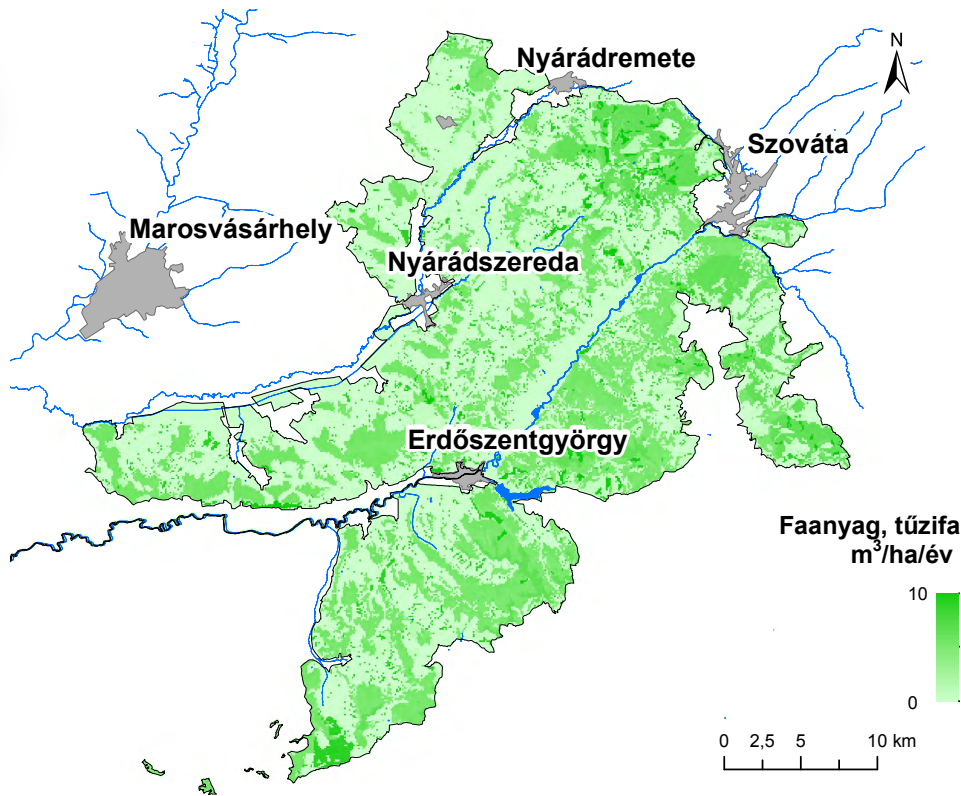 Nyárádremete
N
Szováta
Marosvásárhely
Nyárádszereda
Erdőszentgyörgy
Faanyag, tűzifa
m³/ha/év
10
0
0 2,5 5 10 km